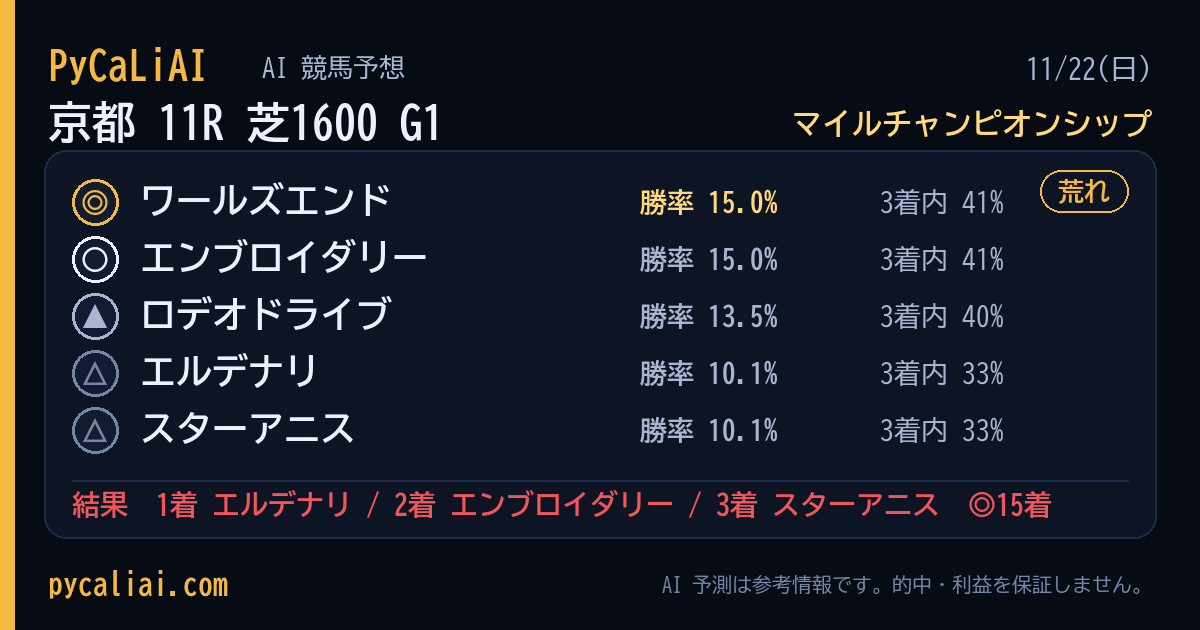 PyCaLiAI AI 競馬予想 11/22(日)
京都 11R 芝1600 G1 マイルチャンピオンシップ
◎ ワールズエンド 勝率 15.0% 3着内 41% 荒れ
○ エンブロイダリー 勝率 15.0% 3着内 41%
▲ ロデオドライブ 勝率 13.5% 3着内 40%
△ エルデナリ 勝率 10.1% 3着内 33%
△ スターアニス 勝率 10.1% 3着内 33%
結果 1着 エルデナリ / 2着 エンブロイダリー / 3着 スターアニス ◎15着
pycaliai.com AI 予測は参考情報です。的中・利益を保証しません。